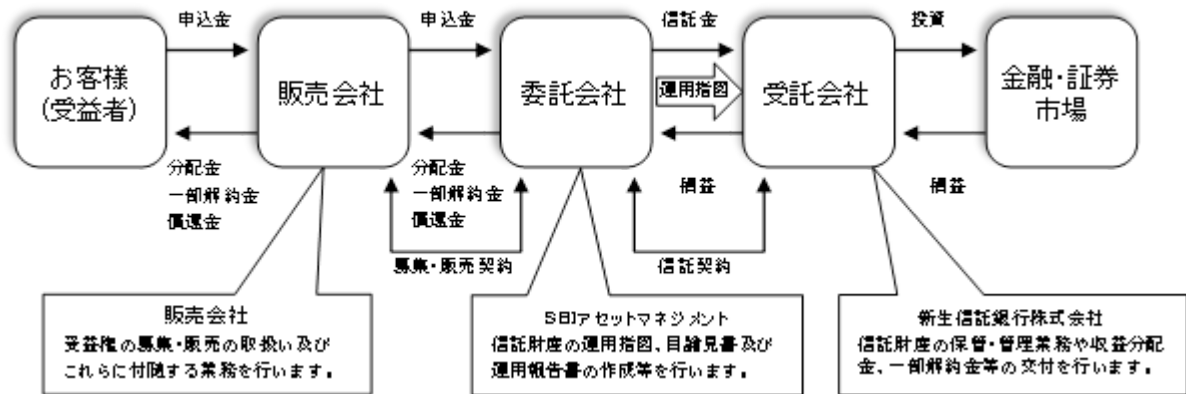 申込金
申込金
信託金
投資
お客様
(受益者)
販売会社
委託会社
運用指図
受託会社
金融・証券
市場
分配金
一部解約金
償還金
分配金
一部解約金
償還金
損益
損益
募集・販売契約
信託契約
販売会社
受益権の募集・販売の取扱い及び
これらに付随する業務を行います。
SBIアセットマネジメント
信託財産の運用指図、目論見書及び
運用報告書の作成等を行います。
新生信託銀行株式会社
信託財産の保管・管理業務や収益分配
金、一部解約金等の交付を行います。